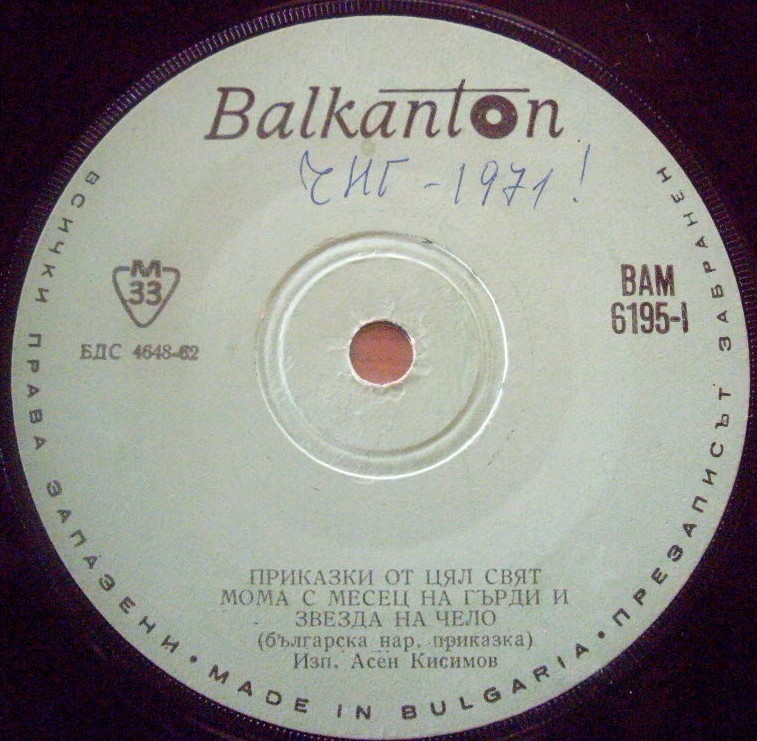 Balkanton
ЧНГ - 1971!
М
33
БДС 4648-62
ВАМ
6195-I
ПРИКАЗКИ ОТ ЦЯЛ СВЯТ
МОМА С МЕСЕЦ НА ГЪРДИ И
ЗВЕЗДА НА ЧЕЛО
(българска нар. приказка)
Изп. Асен Кисимов
ВСИЧКИ ПРАВА ЗАПАЗЕНИ • MADE IN BULGARIA • ПРЕЗАПИСЪТ ЗАБРАНЕН